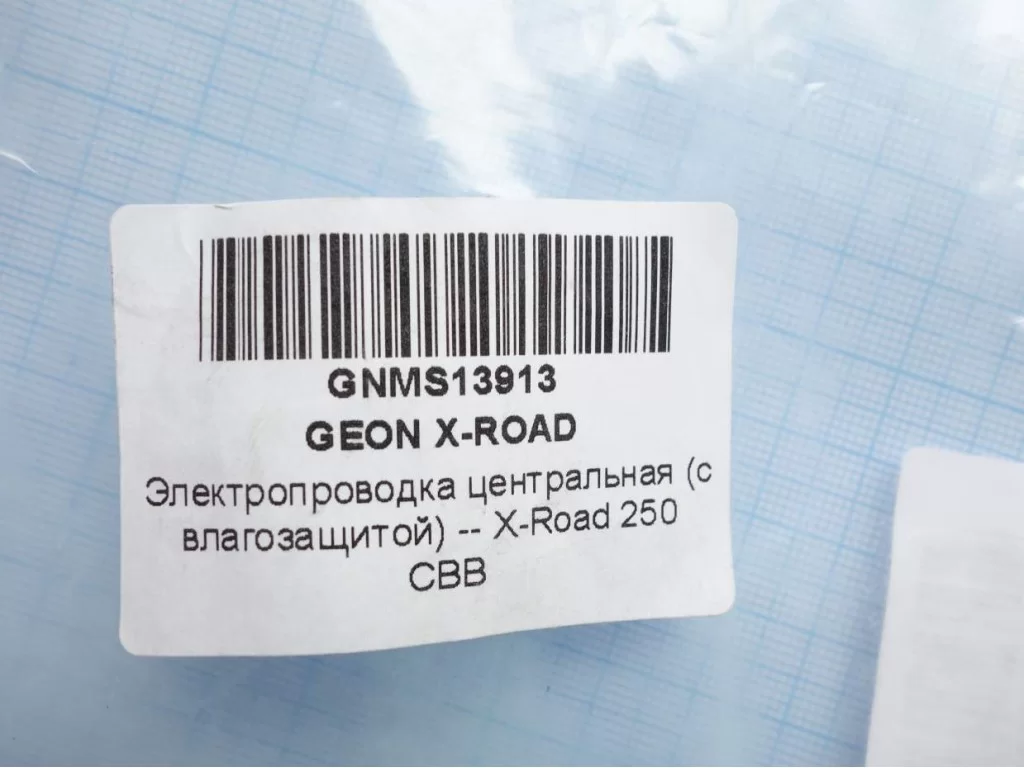 GNMS13913
GEON X-ROAD
Электропроводка центральная (с
влагозащитой) -- X-Road 250
CBB